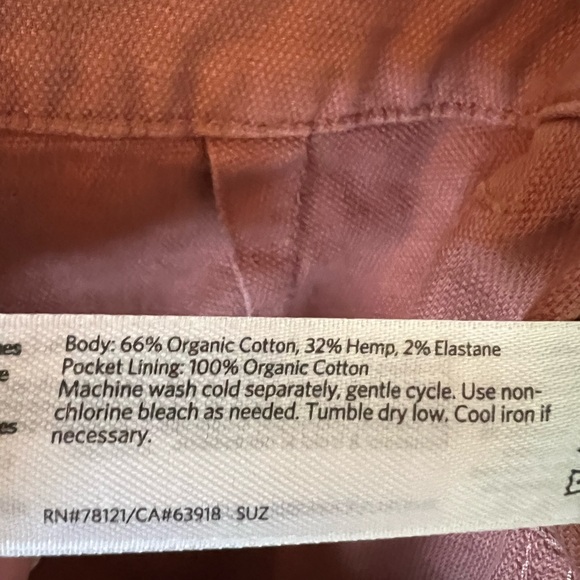 Body: 66% Organic Cotton, 32% Hemp, 2% Elastane
Pocket Lining: 100% Organic Cotton
Machine wash cold separately, gentle cycle. Use non-
chlorine bleach as needed. Tumble dry low. Cool iron if
necessary.
RN#78121/CA#63918 SUZ